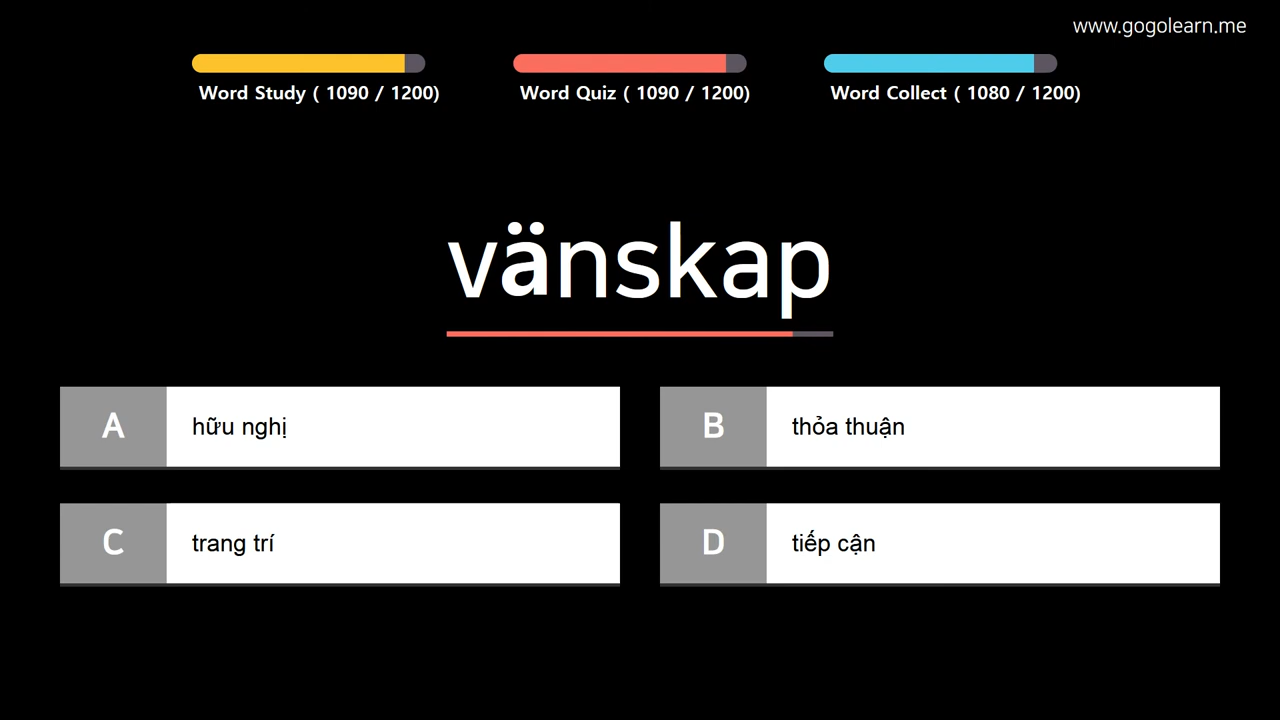 www.gogolearn.me
Word Study ( 1090 / 1200)
Word Quiz ( 1090 / 1200)
Word Collect ( 1080 / 1200)
vänskap
A hữu nghị
B thỏa thuận
C trang trí
D tiếp cận